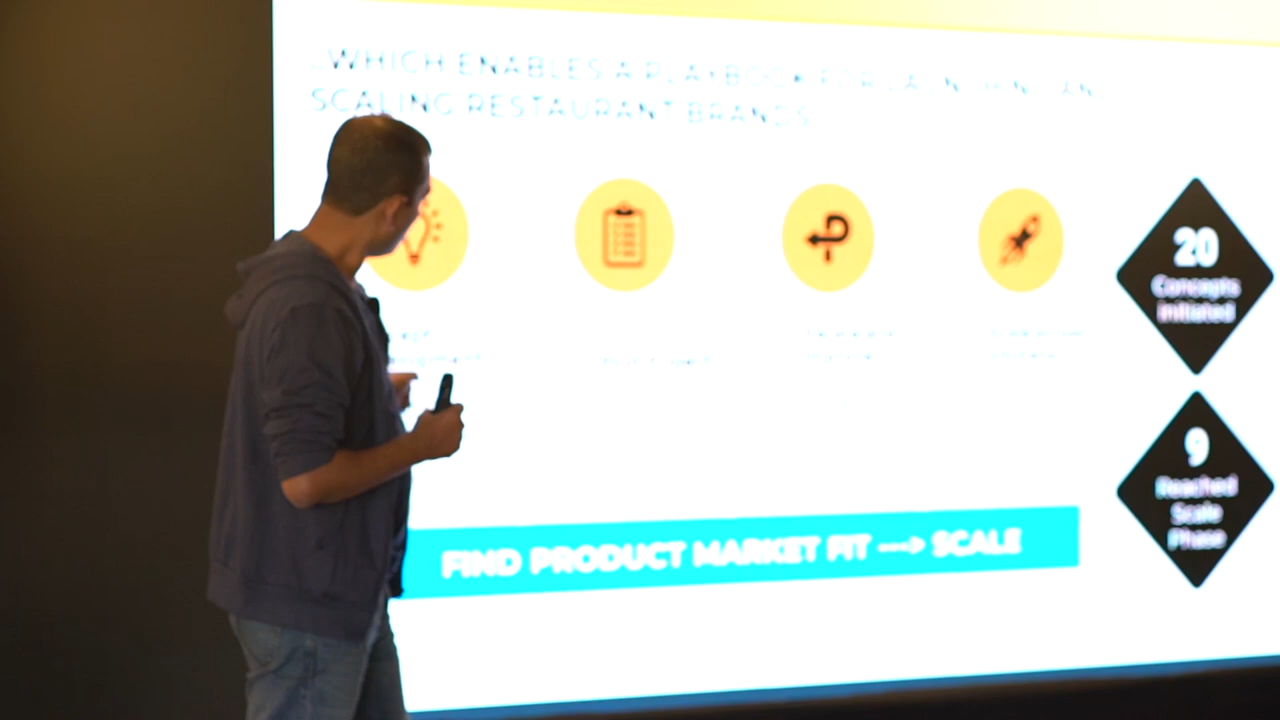 ...WHICH ENABLES A PLAYBOOK FOR LAUNCHING AND
SCALING RESTAURANT BRANDS
20
Concepts
initiated
9
Reached
Scale
Phase
FIND PRODUCT MARKET FIT ---> SCALE